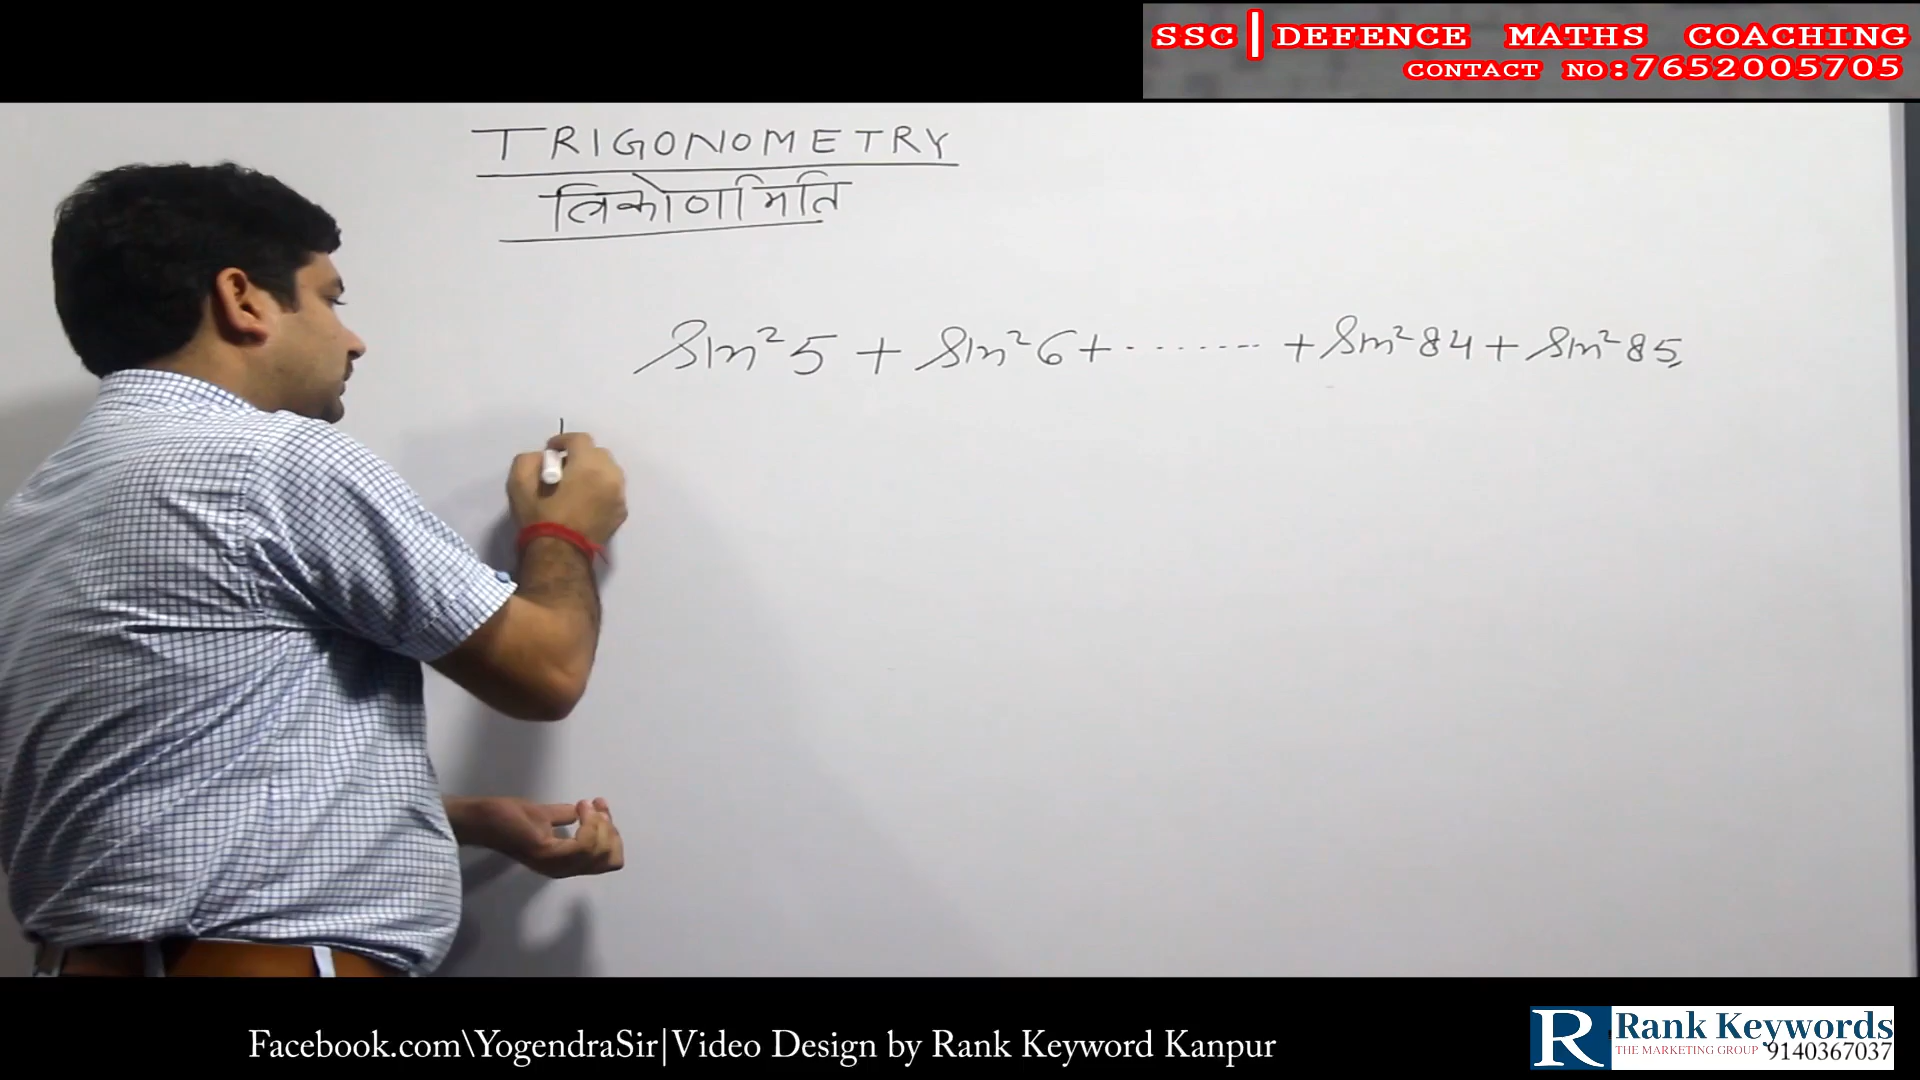 SSC|DEFENCE MATHS COACHING
CONTACT NO:7652005705
TRIGONOMETRY
त्रिकोणमिति
Sin²5 + Sin²6 + ........ + Sin²84 + Sin²85
Facebook.com\YogendraSir|Video Design by Rank Keyword Kanpur
R Rank Keywords
THE MARKETING GROUP 9140367037